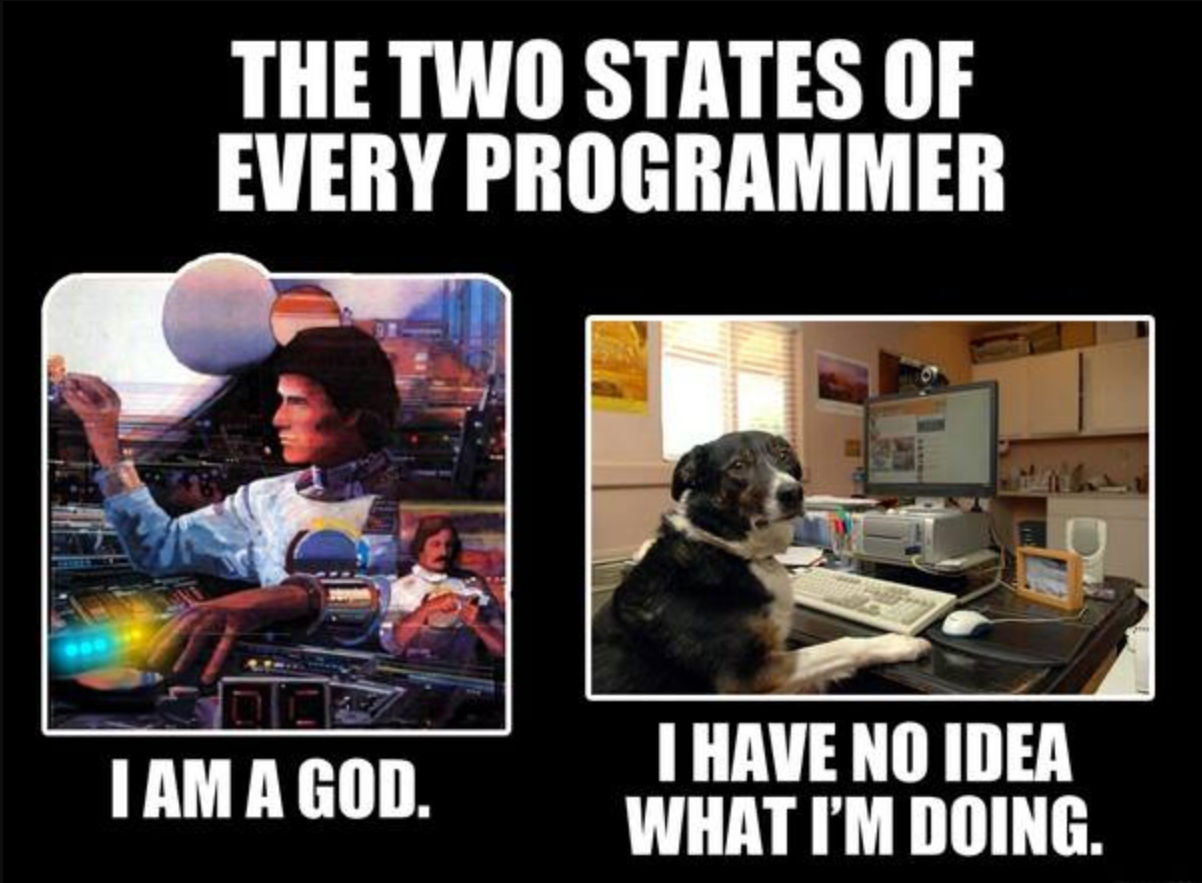 THE TWO STATES OF
EVERY PROGRAMMER
I AM A GOD.
I HAVE NO IDEA
WHAT I'M DOING.